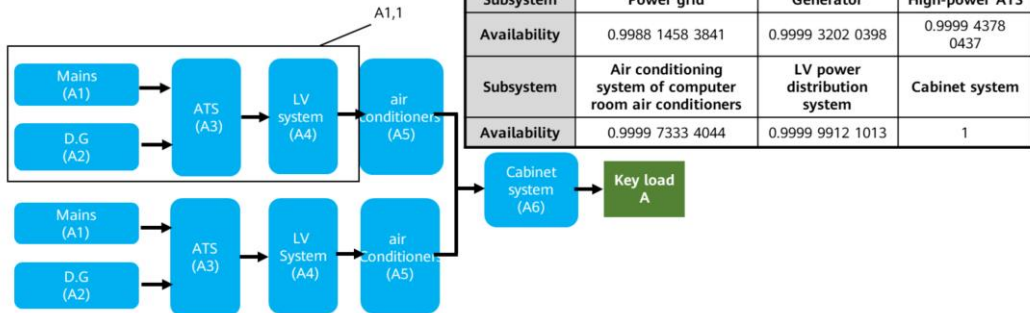 A1,1
Subsystem Power grid Generator High-power ATS
Availability 0.9988 1458 3841 0.9999 3202 0398 0.9999 4378
0437
Subsystem Air conditioning
system of computer
room air conditioners LV power
distribution
system Cabinet system
Availability 0.9999 7333 4044 0.9999 9912 1013 1
Mains
(A1)
D.G
(A2)
ATS
(A3)
LV
system
(A4)
air
conditioners
(A5)
Cabinet
system
(A6)
Key load
A
Mains
(A1)
D.G
(A2)
ATS
(A3)
LV
System
(A4)
air
Conditioners
(A5)